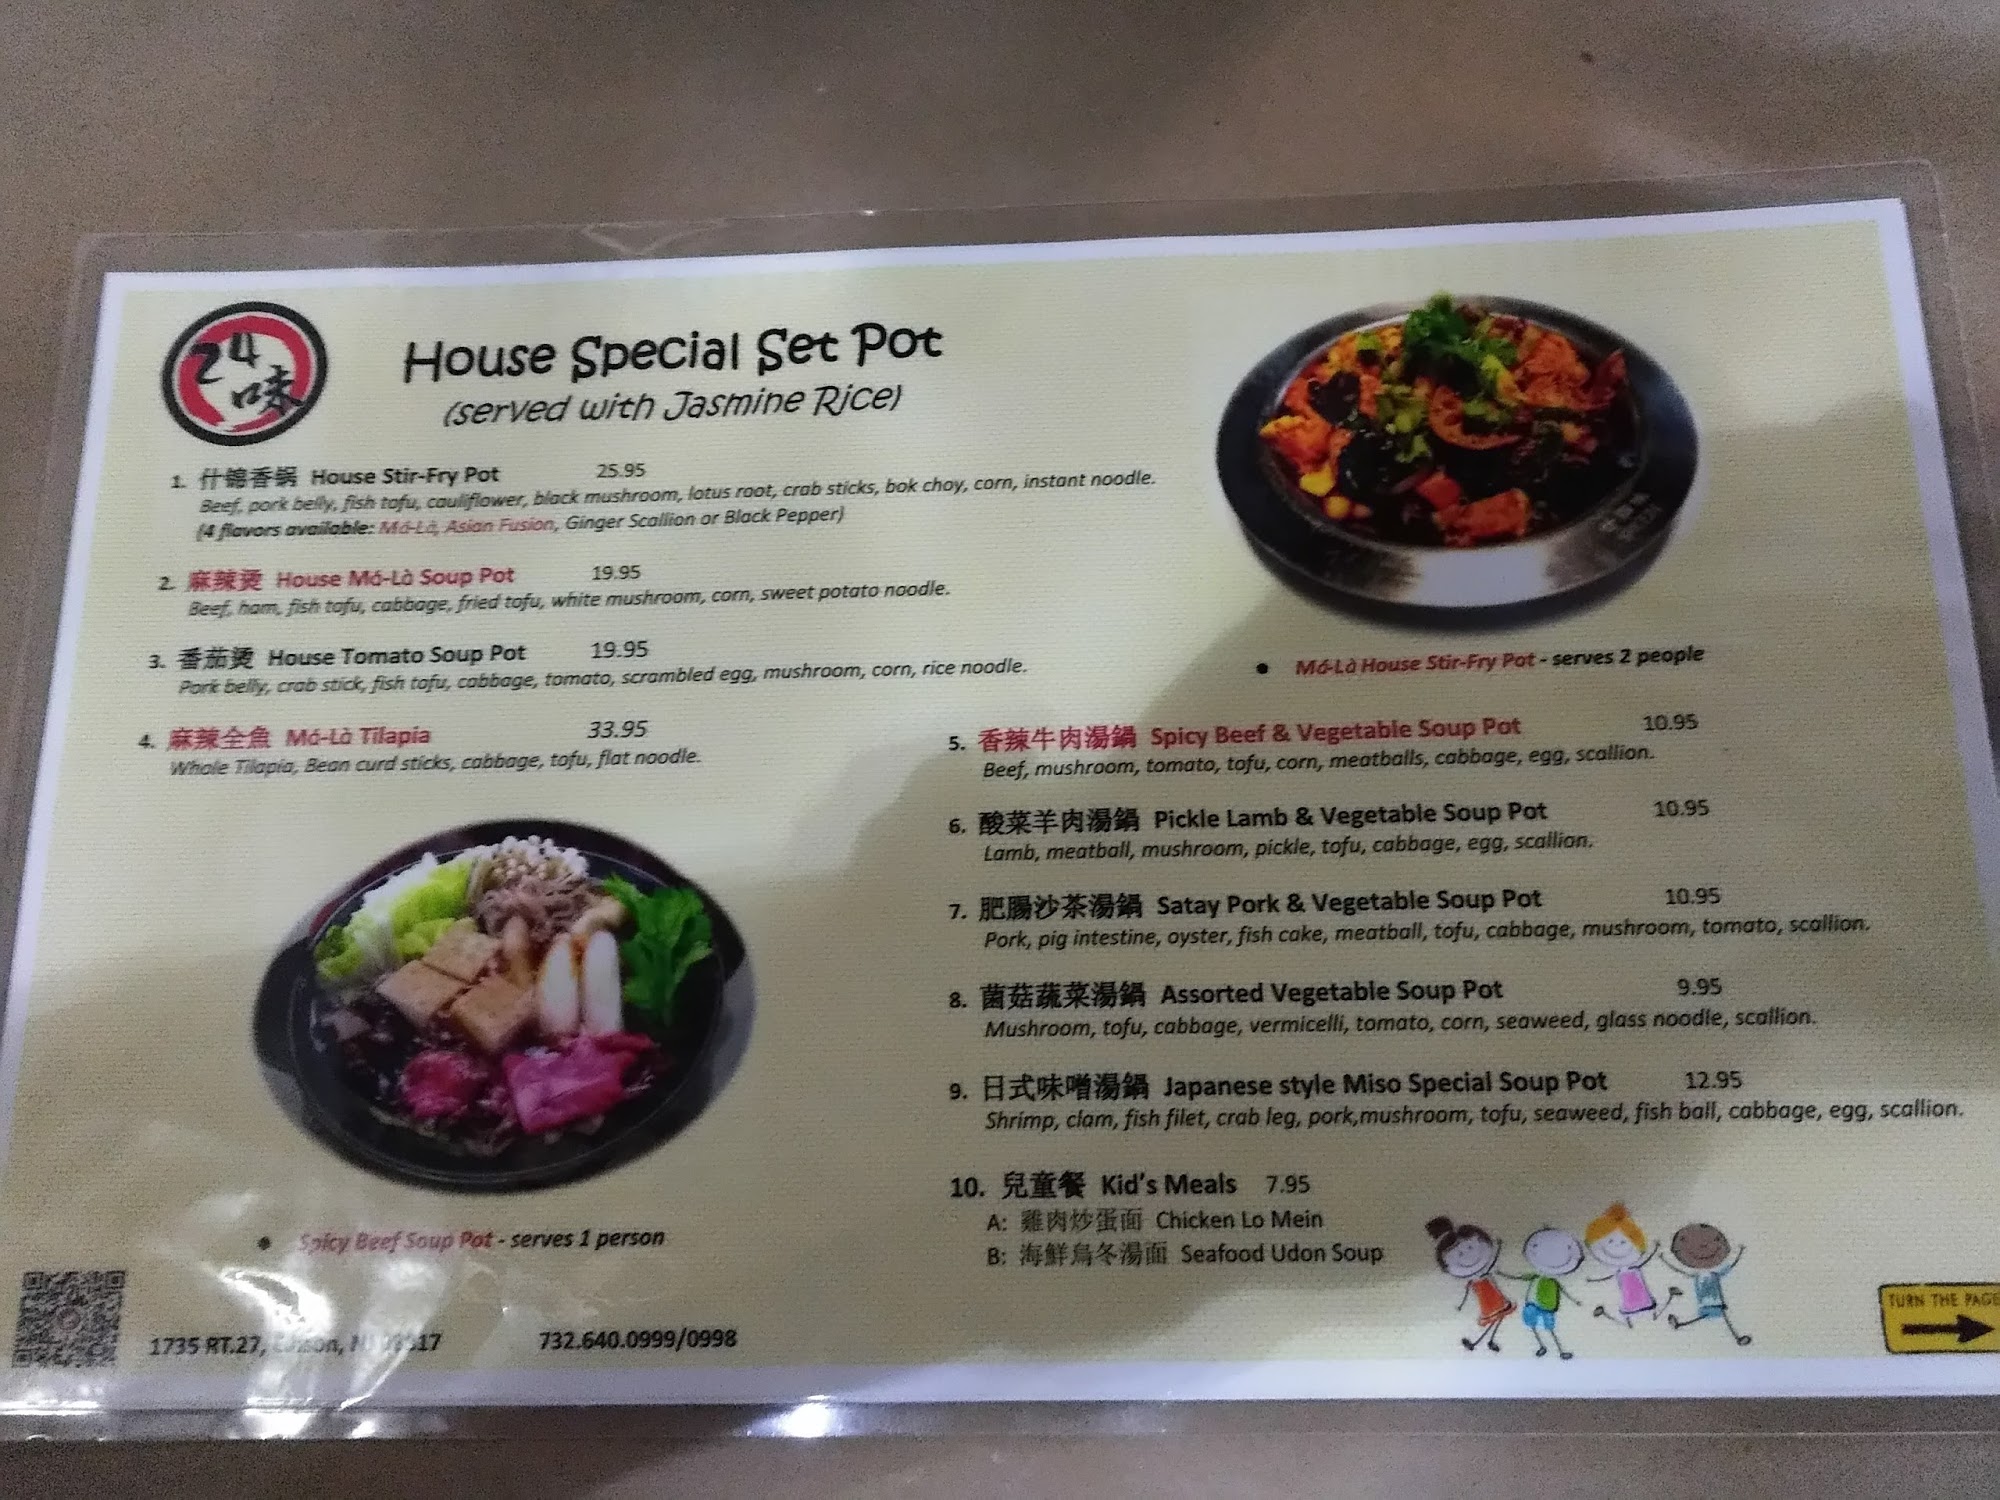 24
味
House Special Set Pot
(served with Jasmine Rice)
1. 什錦香锅 House Stir-Fry Pot 25.95
Beef, pork belly, fish tofu, cauliflower, black mushroom, lotus root, crab sticks, bok choy, corn, instant noodle.
(4 flavors available: Má-Là, Asian Fusion, Ginger Scallion or Black Pepper)
2. 麻辣燙 House Má-Là Soup Pot 19.95
Beef, ham, fish tofu, cabbage, fried tofu, white mushroom, corn, sweet potato noodle.
3. 番茄燙 House Tomato Soup Pot 19.95
Pork belly, crab stick, fish tofu, cabbage, tomato, scrambled egg, mushroom, corn, rice noodle.
4. 麻辣全魚 Má-Là Tilapia 33.95
Whole Tilapia, Bean curd sticks, cabbage, tofu, flat noodle.
• Spicy Beef Soup Pot - serves 1 person
1735 RT.27, Edison, NJ
732.640.0999/0998
• Má-Là House Stir-Fry Pot - serves 2 people
5. 香辣牛肉湯鍋 Spicy Beef & Vegetable Soup Pot 10.95
Beef, mushroom, tomato, tofu, corn, meatballs, cabbage, egg, scallion.
6. 酸菜羊肉湯鍋 Pickle Lamb & Vegetable Soup Pot 10.95
Lamb, meatball, mushroom, pickle, tofu, cabbage, egg, scallion.
7. 肥腸沙茶湯鍋 Satay Pork & Vegetable Soup Pot 10.95
Pork, pig intestine, oyster, fish cake, meatball, tofu, cabbage, mushroom, tomato, scallion.
8. 菌菇蔬菜湯鍋 Assorted Vegetable Soup Pot 9.95
Mushroom, tofu, cabbage, vermicelli, tomato, corn, seaweed, glass noodle, scallion.
9. 日式味噌湯鍋 Japanese style Miso Special Soup Pot 12.95
Shrimp, clam, fish filet, crab leg, pork,mushroom, tofu, seaweed, fish ball, cabbage, egg, scallion.
10. 兒童餐 Kid's Meals 7.95
A: 雞肉炒蛋面 Chicken Lo Mein
B: 海鮮烏冬湯面 Seafood Udon Soup
TURN THE PAGE